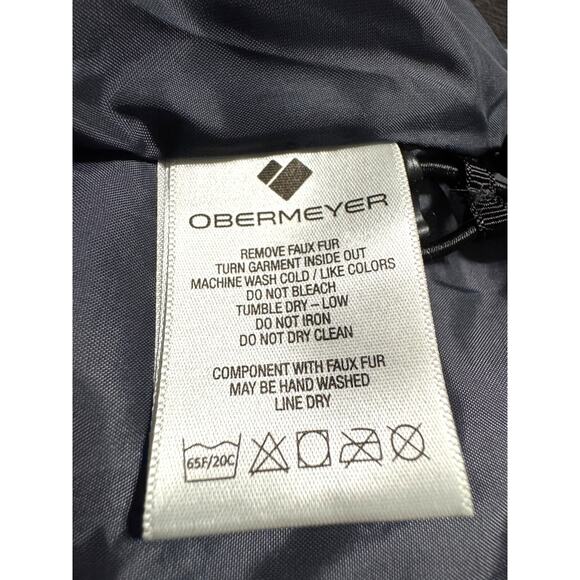 OBERMEYER
REMOVE FAUX FUR
TURN GARMENT INSIDE OUT
MACHINE WASH COLD / LIKE COLORS
DO NOT BLEACH
TUMBLE DRY – LOW
DO NOT IRON
DO NOT DRY CLEAN
COMPONENT WITH FAUX FUR
MAY BE HAND WASHED
LINE DRY
65F/20C